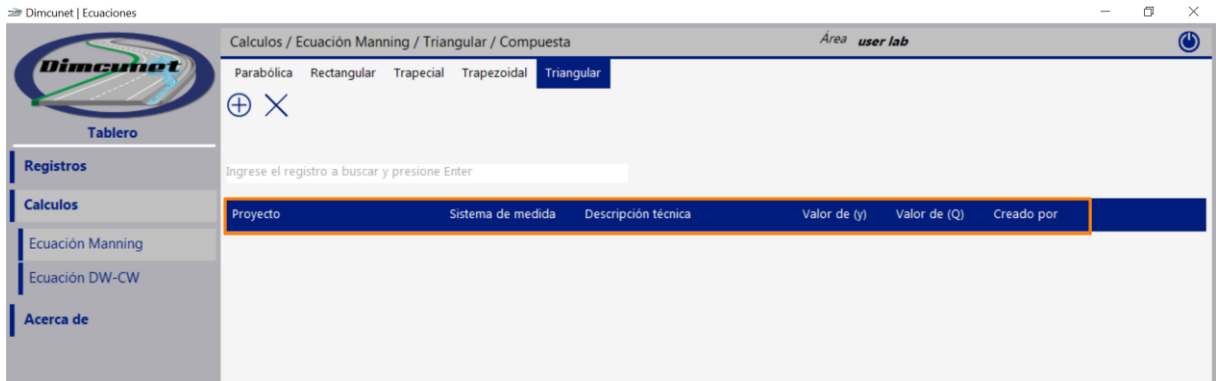 Dimcunet | Ecuaciones
Dimcunet
Tablero
Registros
Calculos
Ecuación Manning
Ecuación DW-CW
Acerca de
Calculos / Ecuación Manning / Triangular / Compuesta
Área user lab
Parabólica Rectangular Trapecial Trapezoidal Triangular
Ingrese el registro a buscar y presione Enter
Proyecto Sistema de medida Descripción técnica Valor de (y) Valor de (Q) Creado por